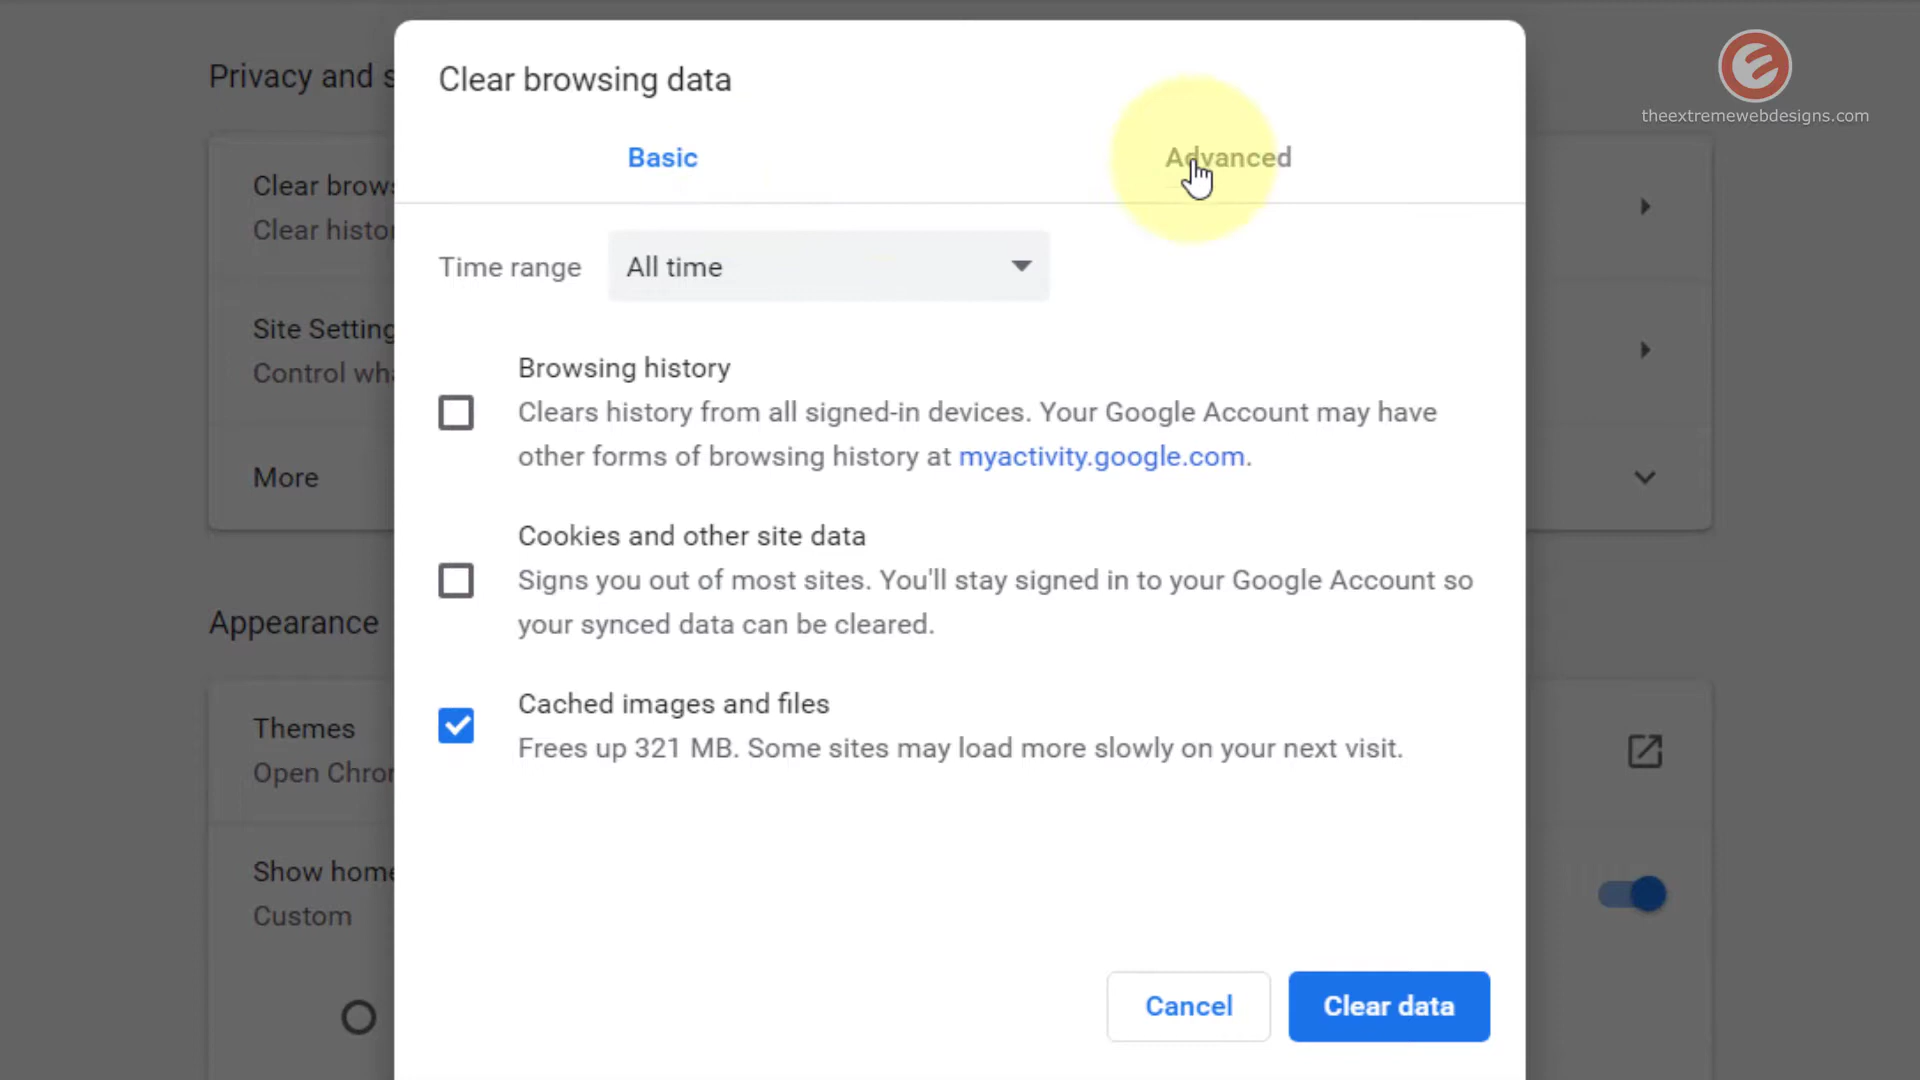 Clear browsing data
theextremewebdesigns.com
Privacy and s
Basic
Advanced
Clear brows
Clear histor
Time range
All time
Site Setting
Control wha
Browsing history
Clears history from all signed-in devices. Your Google Account may have
other forms of browsing history at myactivity.google.com.
More
Cookies and other site data
Signs you out of most sites. You'll stay signed in to your Google Account so
your synced data can be cleared.
Appearance
Cached images and files
Frees up 321 MB. Some sites may load more slowly on your next visit.
Themes
Open Chron
Show home
Custom
Cancel
Clear data